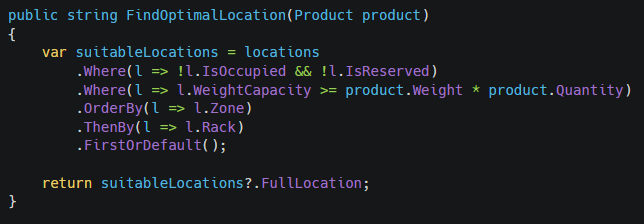 public string FindOptimalLocation(Product product)
{
    var suitableLocations = locations
        .Where(l => !l.IsOccupied && !l.IsReserved)
        .Where(l => l.WeightCapacity >= product.Weight * product.Quantity)
        .OrderBy(l => l.Zone)
        .ThenBy(l => l.Rack)
        .FirstOrDefault();

    return suitableLocations?.FullLocation;
}